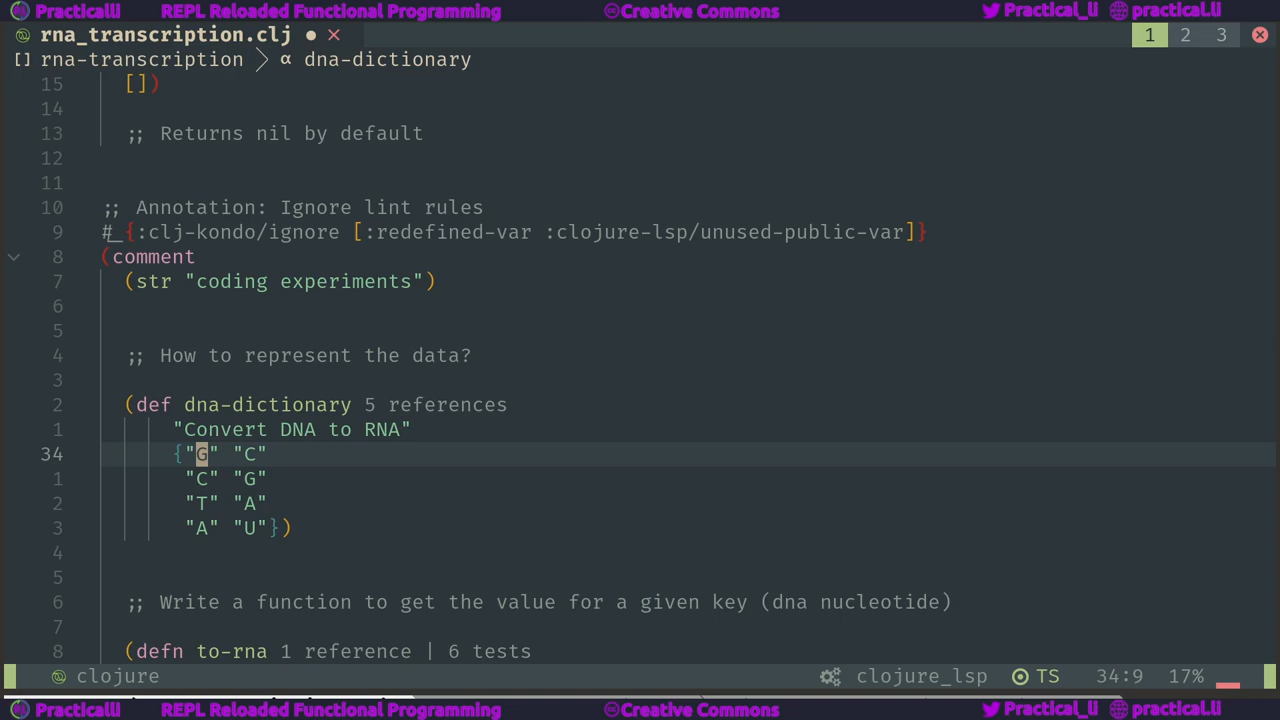 Practicalli REPL Reloaded Functional Programming Creative Commons Practical_li practical.li
rna_transcription.clj ● ✕ 1 2 3
[] rna-transcription > α dna-dictionary
15 [])
14
13 ;; Returns nil by default
12
11
10 ;; Annotation: Ignore lint rules
9 #_{:clj-kondo/ignore [:redefined-var :clojure-lsp/unused-public-var]}
8 (comment
7 (str "coding experiments")
6
5
4 ;; How to represent the data?
3
2 (def dna-dictionary 5 references
1 "Convert DNA to RNA"
34 {"G" "C"
1 "C" "G"
2 "T" "A"
3 "A" "U"})
4
5
6 ;; Write a function to get the value for a given key (dna nucleotide)
7
8 (defn to-rna 1 reference | 6 tests
clojure clojure_lsp TS 34:9 17%
Practicalli REPL Reloaded Functional Programming Creative Commons Practical_li practical.li